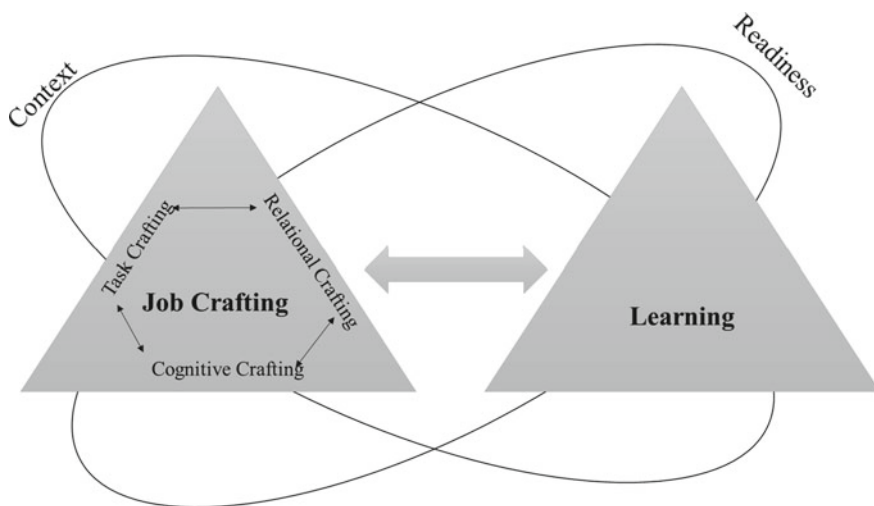 Context
Readiness
Task Crafting
Relational Crafting
Job Crafting
Learning
Cognitive Crafting